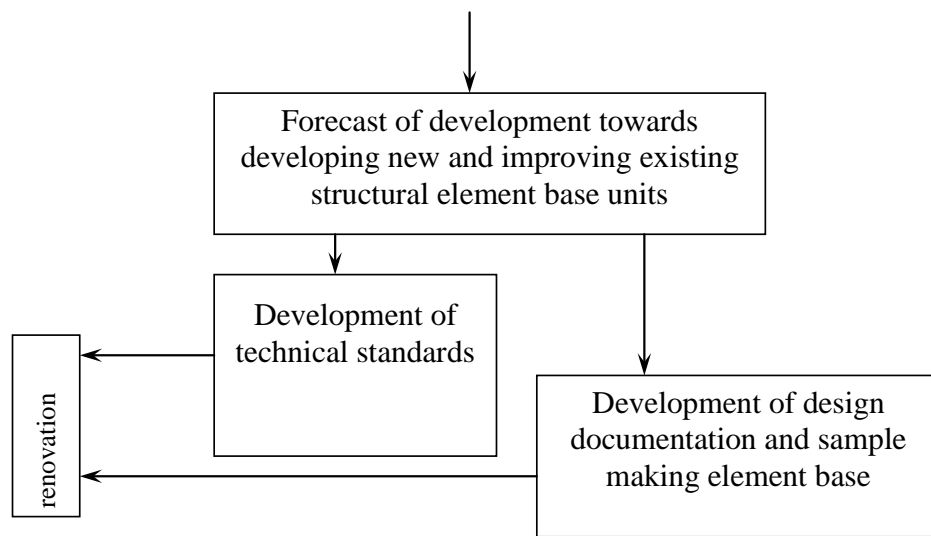 Forecast of development towards
developing new and improving existing
structural element base units
Development of
technical standards
renovation
Development of design
documentation and sample
making element base